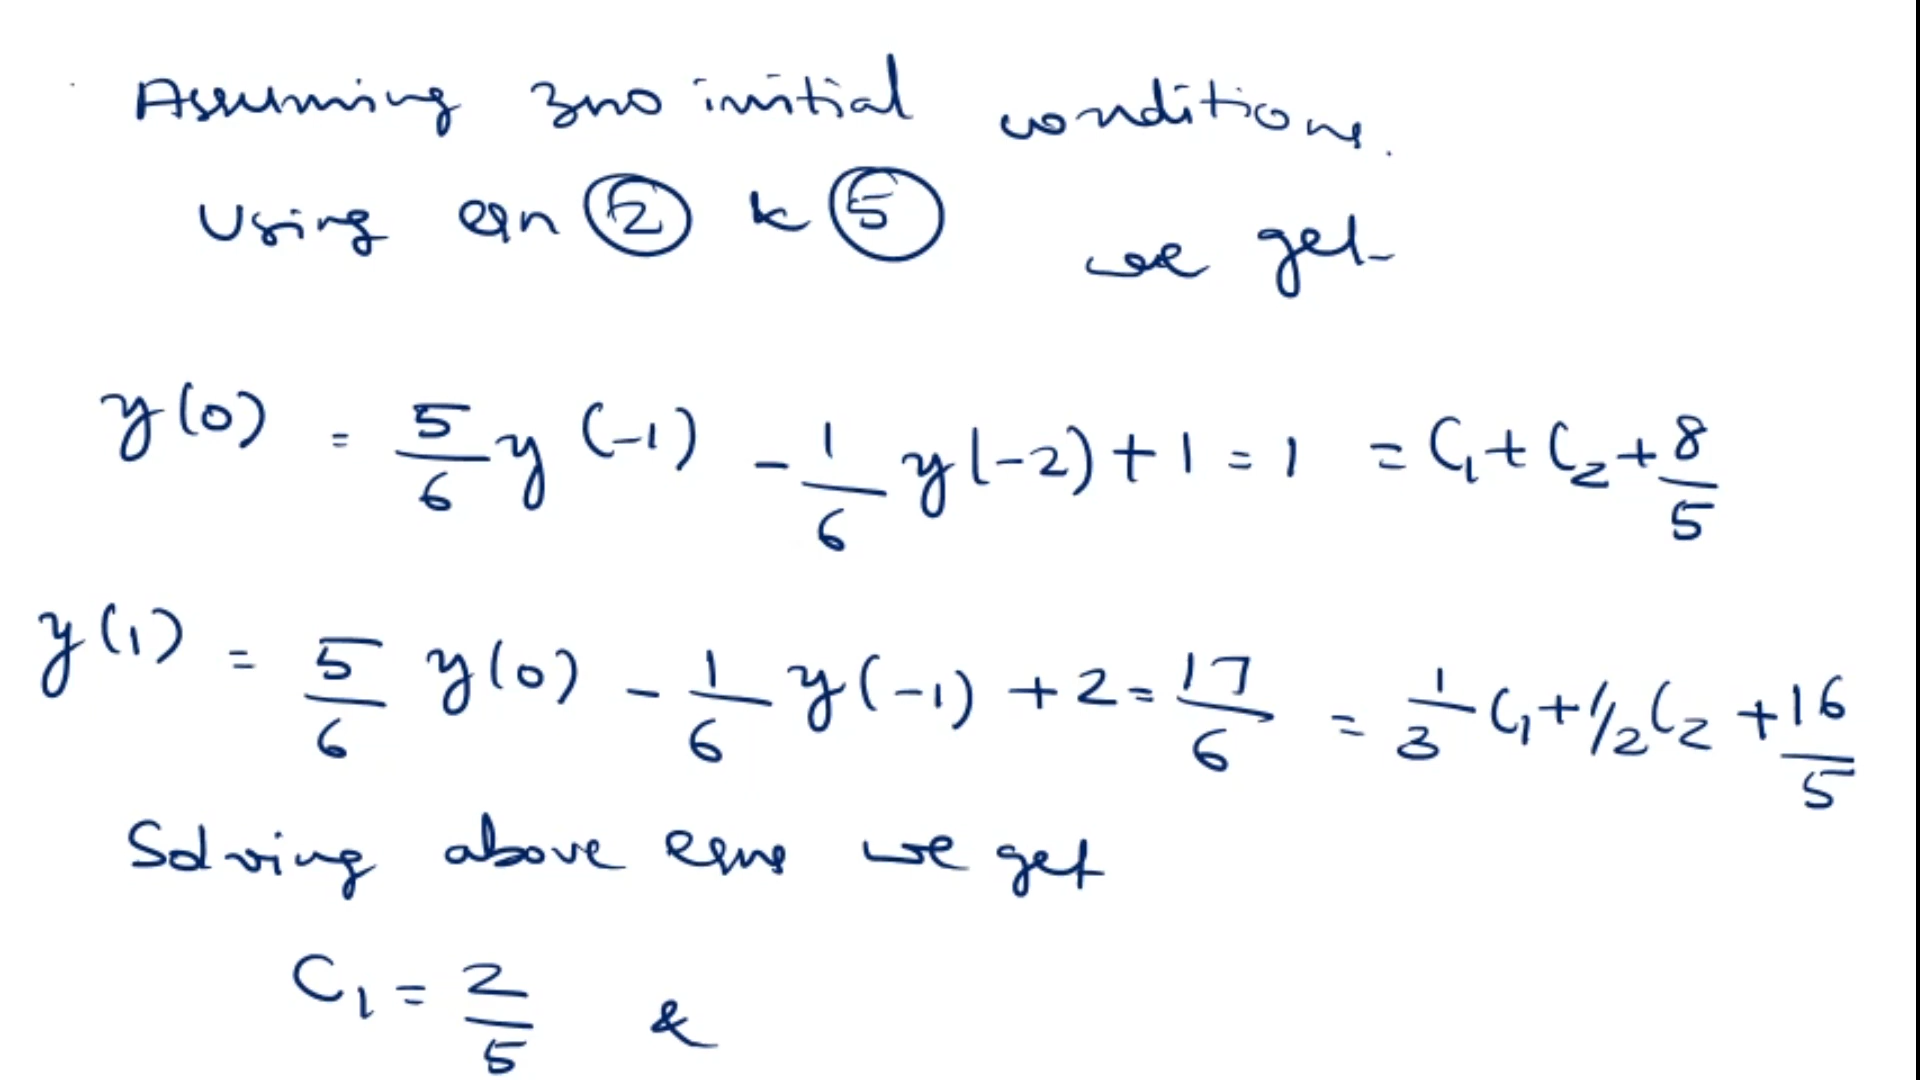 Assuming zero initial conditions.
Using eqn ② & ⑤ we get
y(0) = 5/6 y(-1) - 1/6 y(-2) + 1 = 1 = C₁ + C₂ + 8/5
y(1) = 5/6 y(0) - 1/6 y(-1) + 2 = 17/6 = 1/3 C₁ + 1/2 C₂ + 16/5
Solving above eqns we get
C₁ = 2/5 &